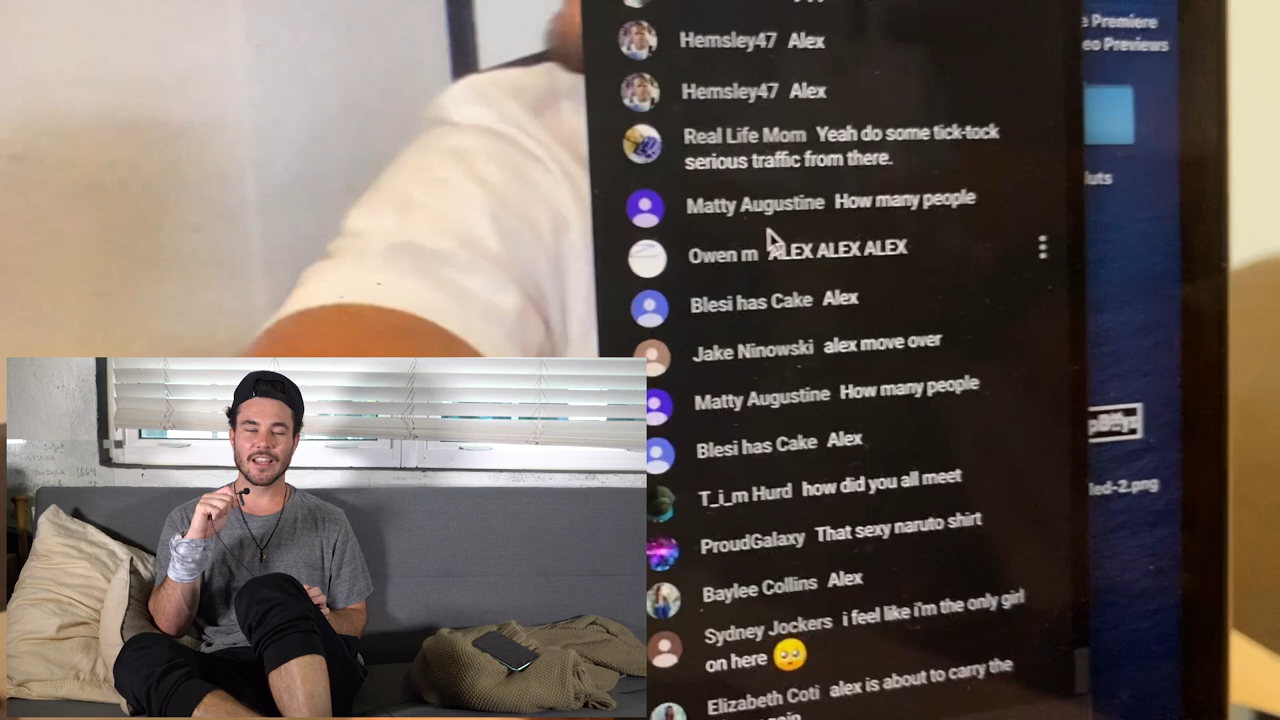 Hemsley47 Alex
Hemsley47 Alex
Real Life Mom Yeah do some tick-tock
serious traffic from there.
Matty Augustine How many people
Owen m ALEX ALEX ALEX
Blesi has Cake Alex
Jake Ninowski alex move over
Matty Augustine How many people
Blesi has Cake Alex
T_i_m Hurd how did you all meet
ProudGalaxy That sexy naruto shirt
Baylee Collins Alex
Sydney Jockers i feel like i'm the only girl
on here 🥺
Elizabeth Coti alex is about to carry the
e Premiere
eo Previews
luts
led-2.png